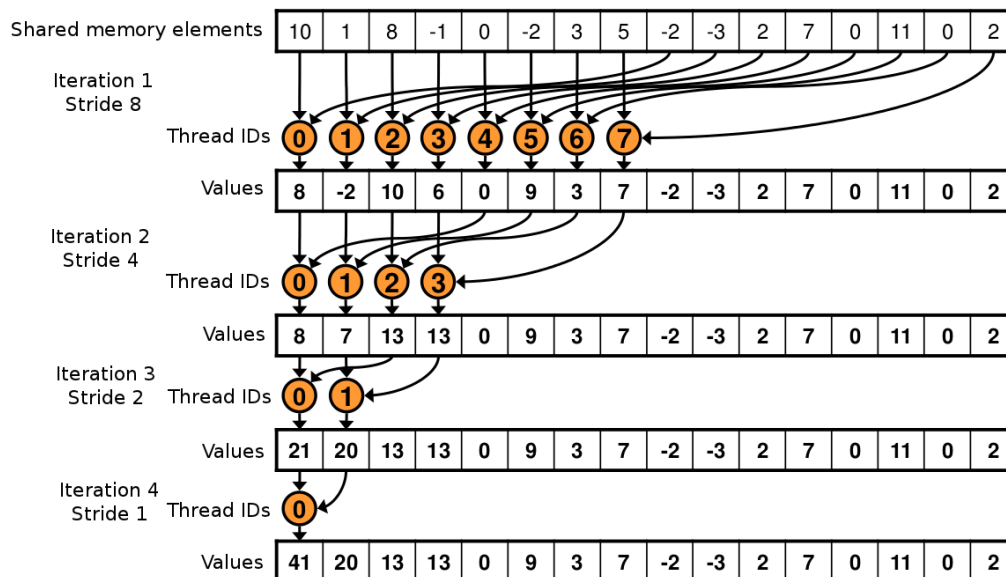 Shared memory elements 10 1 8 -1 0 -2 3 5 -2 -3 2 7 0 11 0 2
Iteration 1
Stride 8
Thread IDs 0 1 2 3 4 5 6 7
Values 8 -2 10 6 0 9 3 7 -2 -3 2 7 0 11 0 2
Iteration 2
Stride 4
Thread IDs 0 1 2 3
Values 8 7 13 13 0 9 3 7 -2 -3 2 7 0 11 0 2
Iteration 3
Stride 2
Thread IDs 0 1
Values 21 20 13 13 0 9 3 7 -2 -3 2 7 0 11 0 2
Iteration 4
Stride 1
Thread IDs 0
Values 41 20 13 13 0 9 3 7 -2 -3 2 7 0 11 0 2